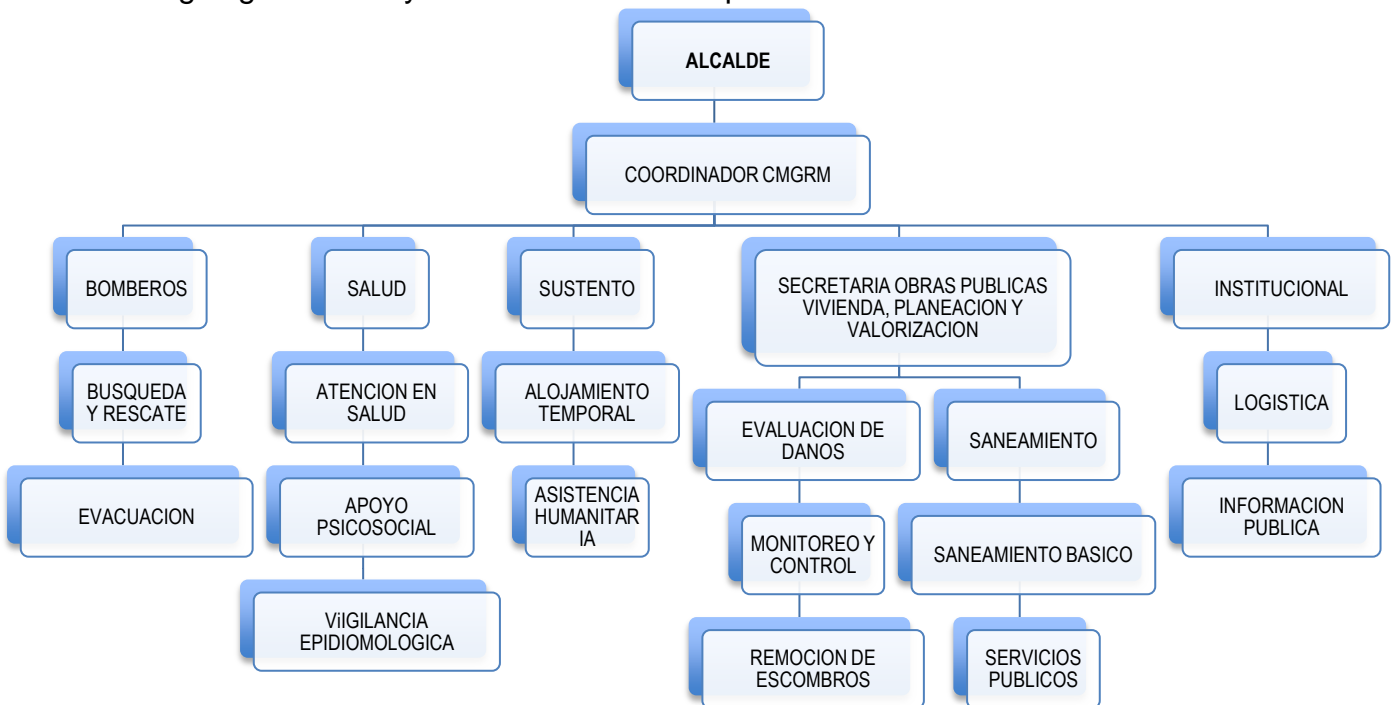 ALCALDE
COORDINADOR CMGRM
BOMBEROS
SALUD
SUSTENTO
SECRETARIA OBRAS PUBLICAS
VIVIENDA, PLANEACION Y
VALORIZACION
INSTITUCIONAL
BUSQUEDA
Y RESCATE
ATENCION EN
SALUD
ALOJAMIENTO
TEMPORAL
EVALUACION DE
DANOS
SANEAMIENTO
LOGISTICA
EVACUACION
APOYO
PSICOSOCIAL
ASISTENCIA
HUMANITAR
IA
MONITOREO Y
CONTROL
SANEAMIENTO BASICO
INFORMACION
PUBLICA
ViIGILANCIA
EPIDIOMOLOGICA
REMOCION DE
ESCOMBROS
SERVICIOS
PUBLICOS